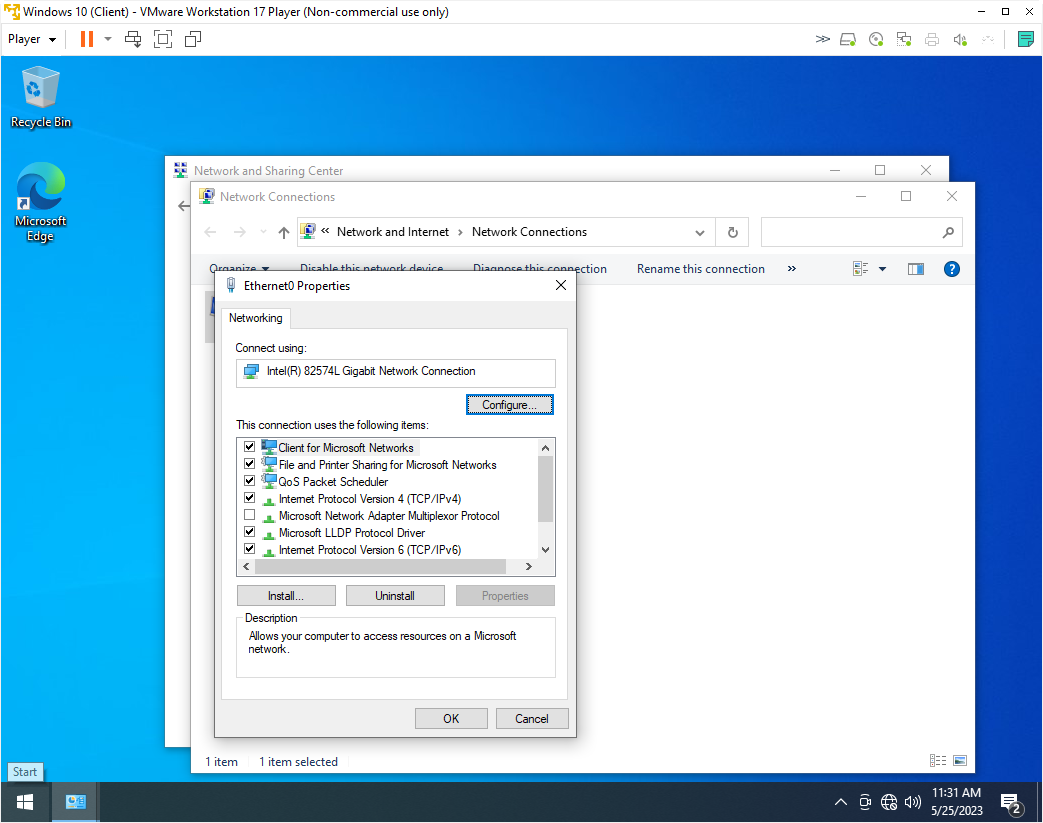 Windows 10 (Client) - VMware Workstation 17 Player (Non-commercial use only)
Player
Recycle Bin
Microsoft
Edge
Network and Sharing Center
Network Connections
« Network and Internet › Network Connections
Organize Disable this network device Diagnose this connection Rename this connection »
Ethernet0 Properties
Networking
Connect using:
Intel(R) 82574L Gigabit Network Connection
Configure...
This connection uses the following items:
Client for Microsoft Networks
File and Printer Sharing for Microsoft Networks
QoS Packet Scheduler
Internet Protocol Version 4 (TCP/IPv4)
Microsoft Network Adapter Multiplexor Protocol
Microsoft LLDP Protocol Driver
Internet Protocol Version 6 (TCP/IPv6)
Install... Uninstall Properties
Description
Allows your computer to access resources on a Microsoft
network.
OK Cancel
1 item 1 item selected
Start
11:31 AM
5/25/2023
2